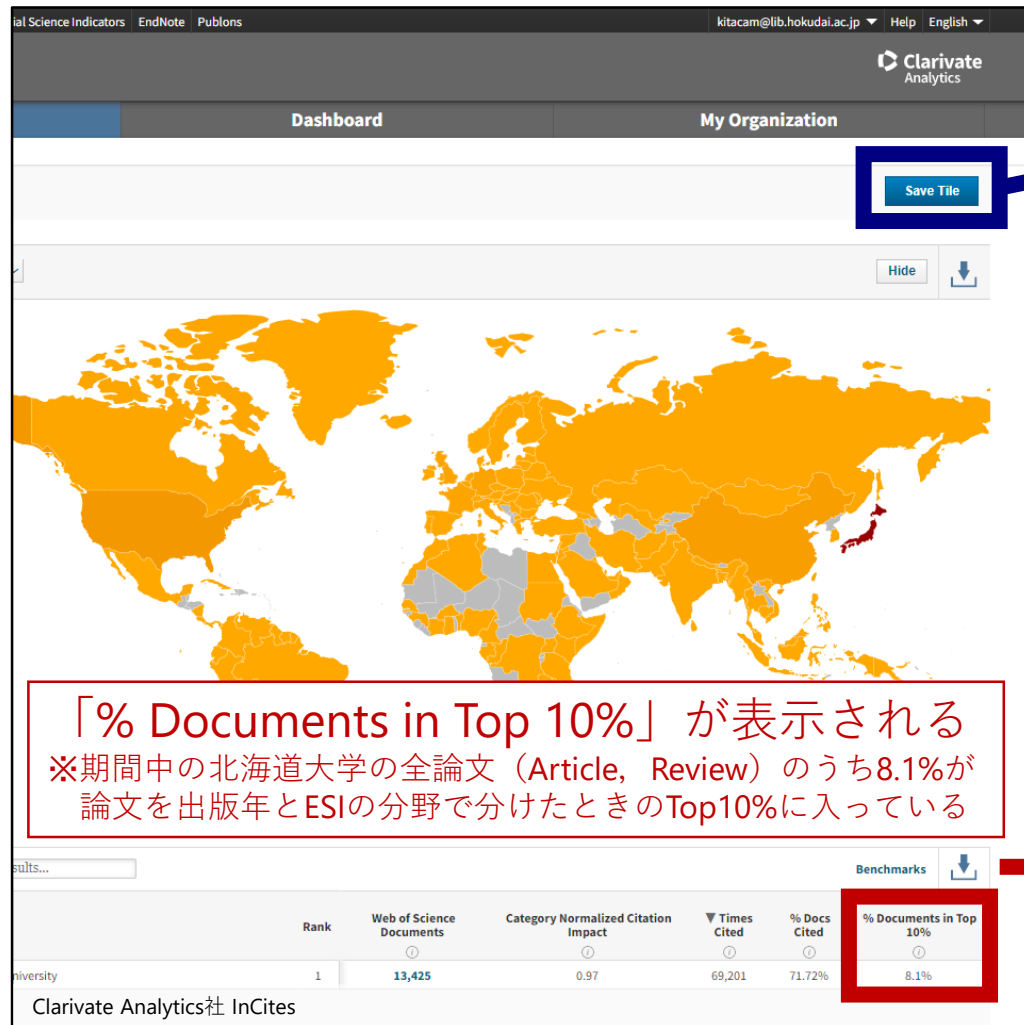 Science Indicators EndNote Publons kitacam@lib.hokudai.ac.jp Help English
Clarivate
Analytics
Dashboard My Organization
Save Tile
Hide
「% Documents in Top 10%」が表示される
※期間中の北海道大学の全論文（Article，Review）のうち8.1%が
論文を出版年とESIの分野で分けたときのTop10%に入っている
Benchmarks
Rank Web of Science Documents Category Normalized Citation Impact ▼ Times Cited % Docs Cited % Documents in Top 10%
1 13,425 0.97 69,201 71.72% 8.1%
Clarivate Analytics社 InCites